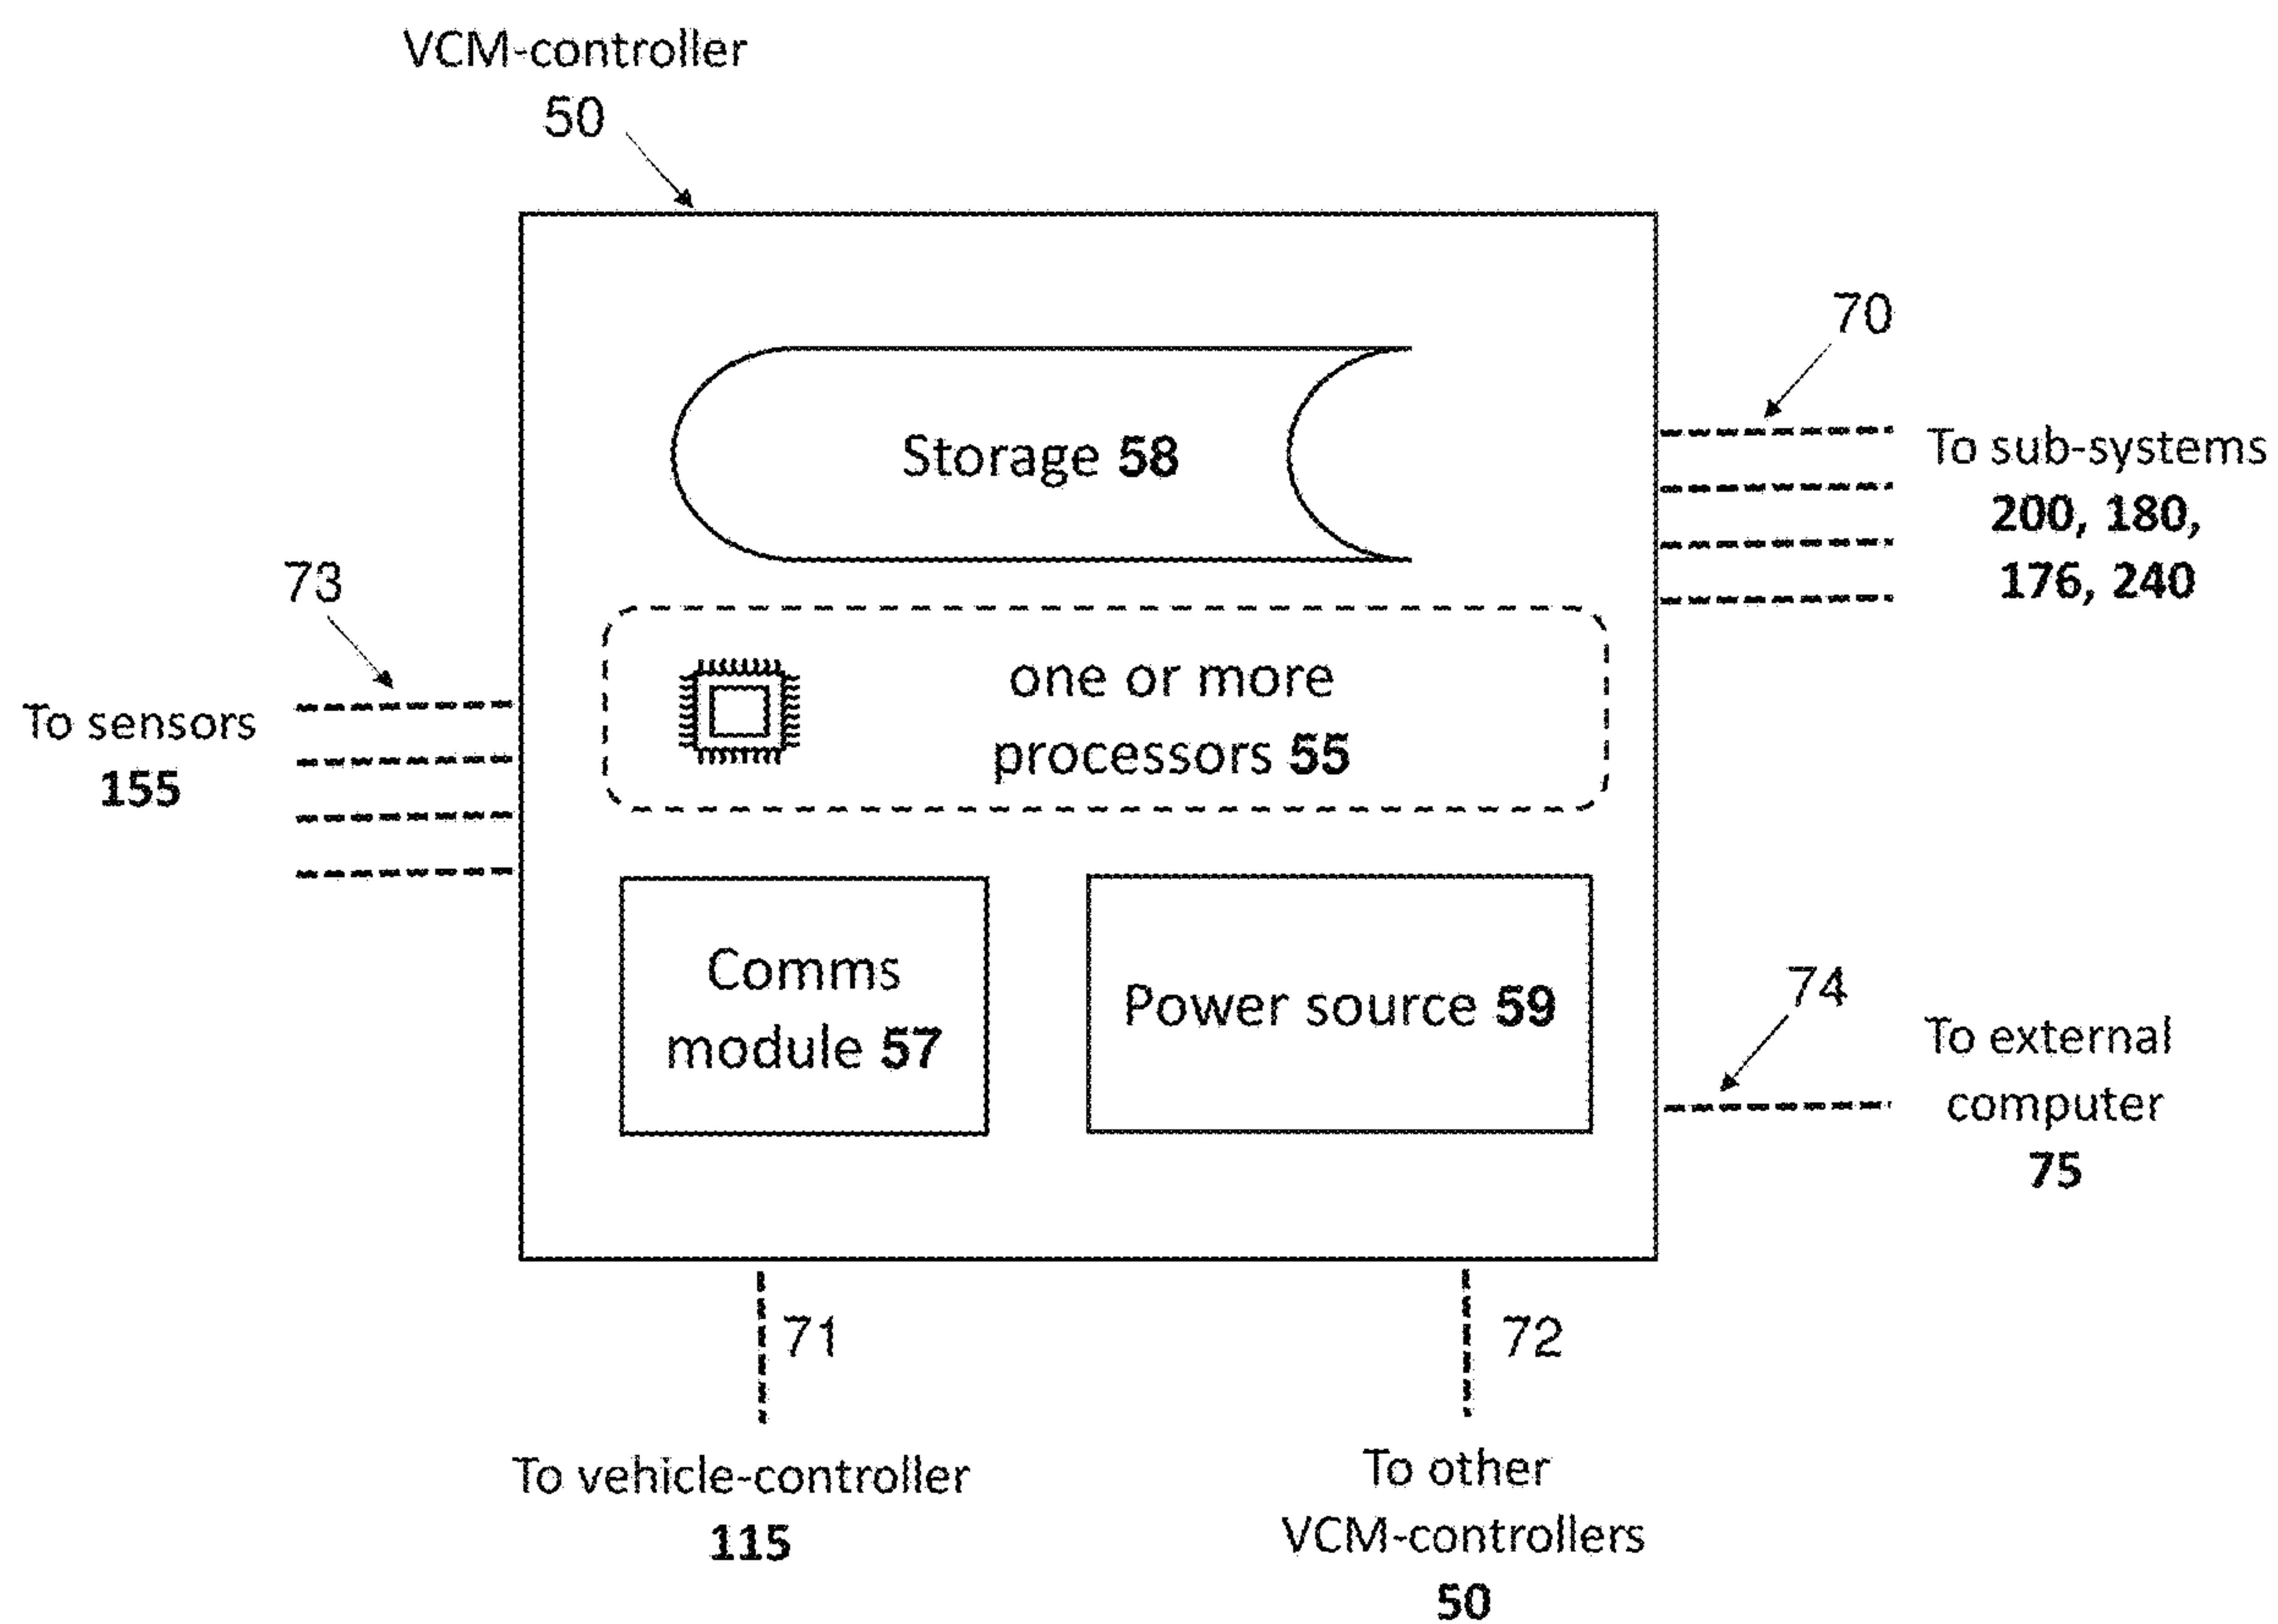 VCM-controller
50
70
Storage 58
To sub-systems
200, 180,
176, 240
73
one or more
processors 55
To sensors
155
Comms
module 57
Power source 59
74
To external
computer
75
71
72
To vehicle-controller
115
To other
VCM-controllers
50